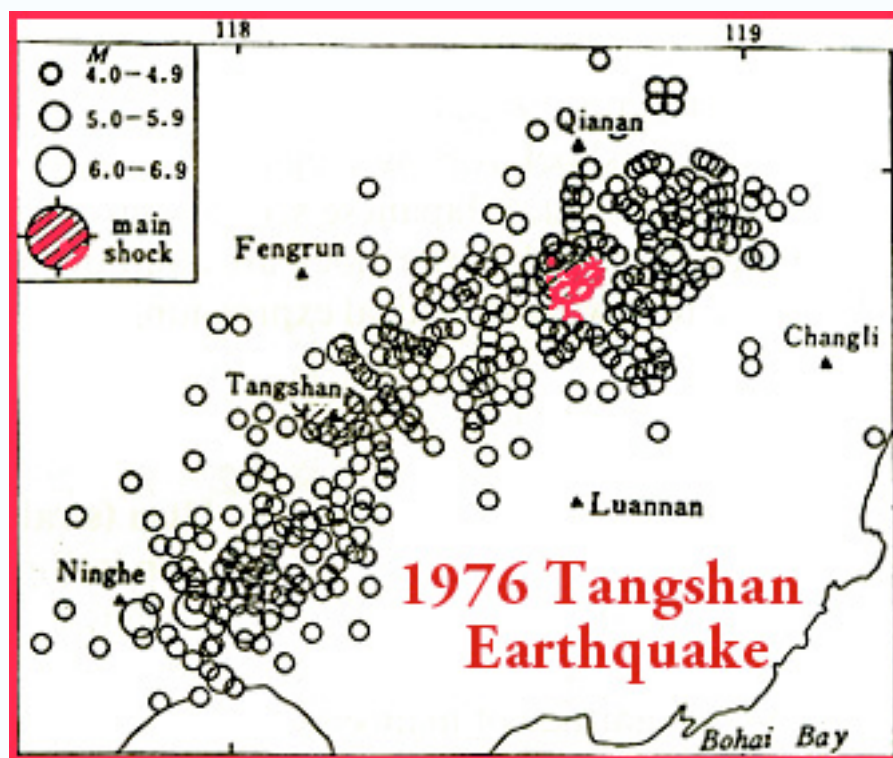 118
119
M
4.0-4.9
5.0-5.9
6.0-6.9
main
shock
Qianan
Fengrun
Changli
Tangshan
Luannan
Ninghe
1976 Tangshan
Earthquake
Bohai Bay